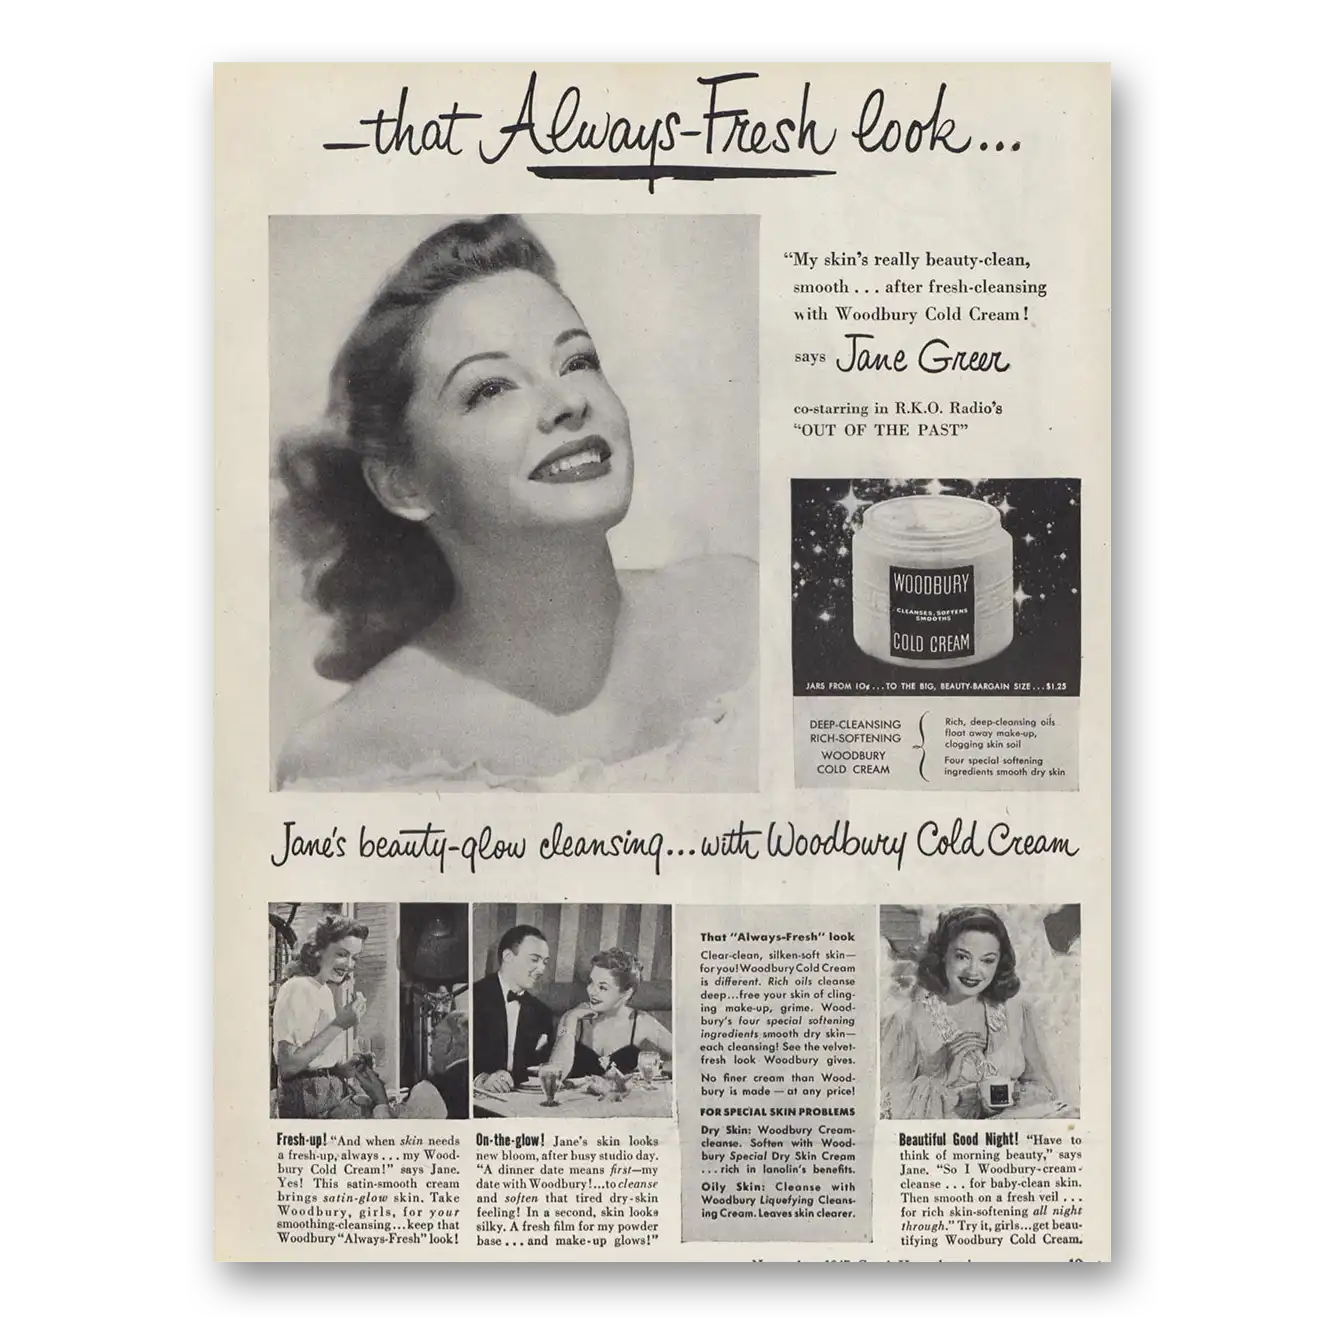 –that Always-Fresh look...
"My skin's really beauty-clean,
smooth . . . after fresh-cleansing
with Woodbury Cold Cream!
says Jane Greer
co-starring in R.K.O. Radio's
"OUT OF THE PAST"
WOODBURY
CLEANSES, SOFTENS
SMOOTHS
COLD CREAM
JARS FROM 10¢...TO THE BIG, BEAUTY-BARGAIN SIZE...$1.25
DEEP-CLEANSING
RICH-SOFTENING
WOODBURY
COLD CREAM
Rich, deep-cleansing oils
float away make-up,
clogging skin soil
Four special softening
ingredients smooth dry skin
Jane's beauty-glow cleansing...with Woodbury Cold Cream
Fresh-up! "And when skin needs
a fresh-up, always . . . my Wood-
bury Cold Cream!" says Jane.
Yes! This satin-smooth cream
brings satin-glow skin. Take
Woodbury, girls, for your
smoothing-cleansing...keep that
Woodbury "Always-Fresh" look!
On-the-glow! Jane's skin looks
new bloom, after busy studio day.
"A dinner date means first—my
date with Woodbury!...to cleanse
and soften that tired dry-skin
feeling! In a second, skin looks
silky. A fresh film for my powder
base . . . and make-up glows!"
That "Always-Fresh" look
Clear-clean, silken-soft skin—
for you! Woodbury Cold Cream
is different. Rich oils cleanse
deep...free your skin of cling-
ing make-up, grime. Wood-
bury's four special softening
ingredients smooth dry skin—
each cleansing! See the velvet-
fresh look Woodbury gives.
No finer cream than Wood-
bury is made — at any price!
FOR SPECIAL SKIN PROBLEMS
Dry Skin: Woodbury Cream-
cleanse. Soften with Wood-
bury Special Dry Skin Cream
. . . rich in lanolin's benefits.
Oily Skin: Cleanse with
Woodbury Liquefying Cleans-
ing Cream. Leaves skin clearer.
Beautiful Good Night! "Have to
think of morning beauty," says
Jane. "So I Woodbury-cream-
cleanse . . . for baby-clean skin.
Then smooth on a fresh veil . . .
for rich skin-softening all night
through." Try it, girls...get beau-
tifying Woodbury Cold Cream.